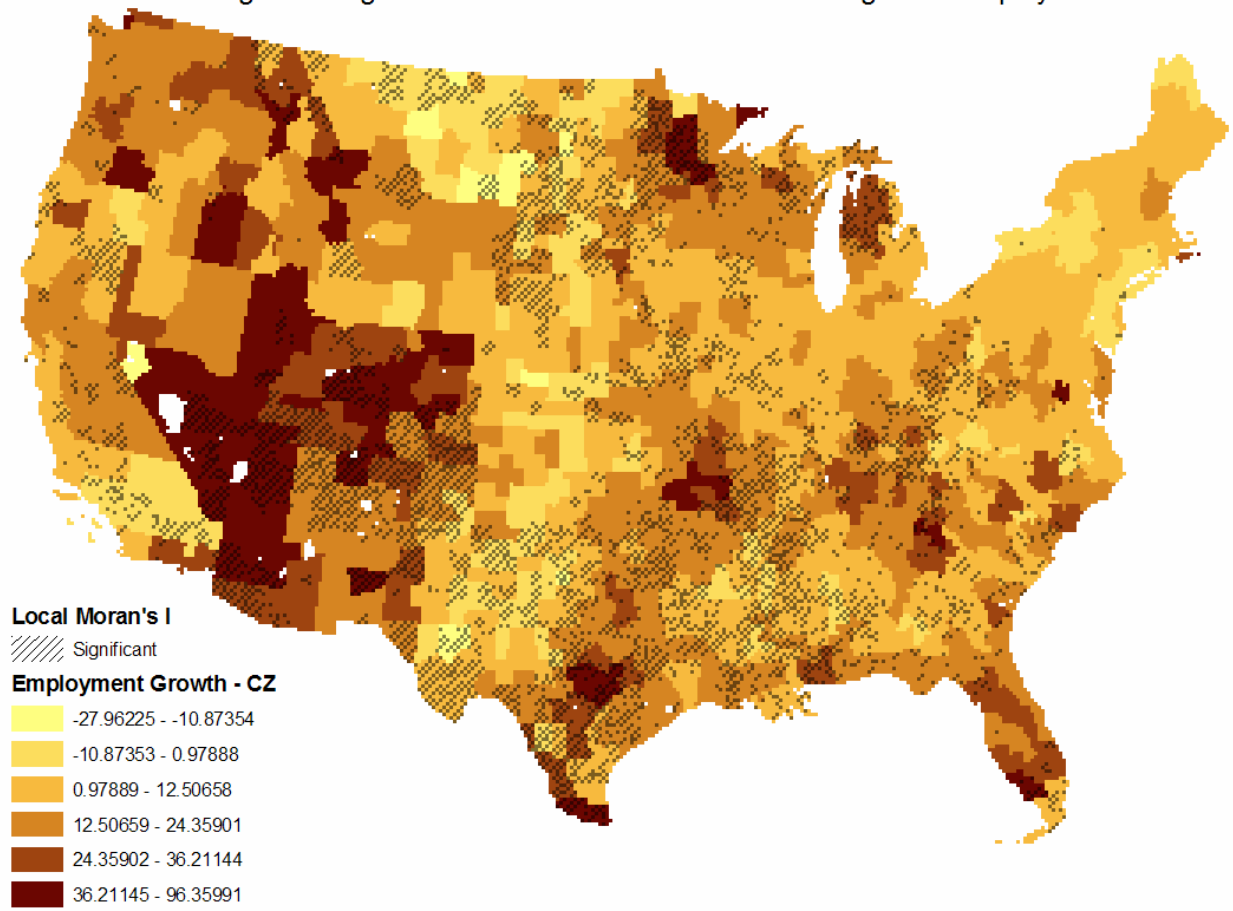 Local Moran's I
Significant
Employment Growth - CZ
-27.96225 - -10.87354
-10.87353 - 0.97888
0.97889 - 12.50658
12.50659 - 24.35901
24.35902 - 36.21144
36.21145 - 96.35991